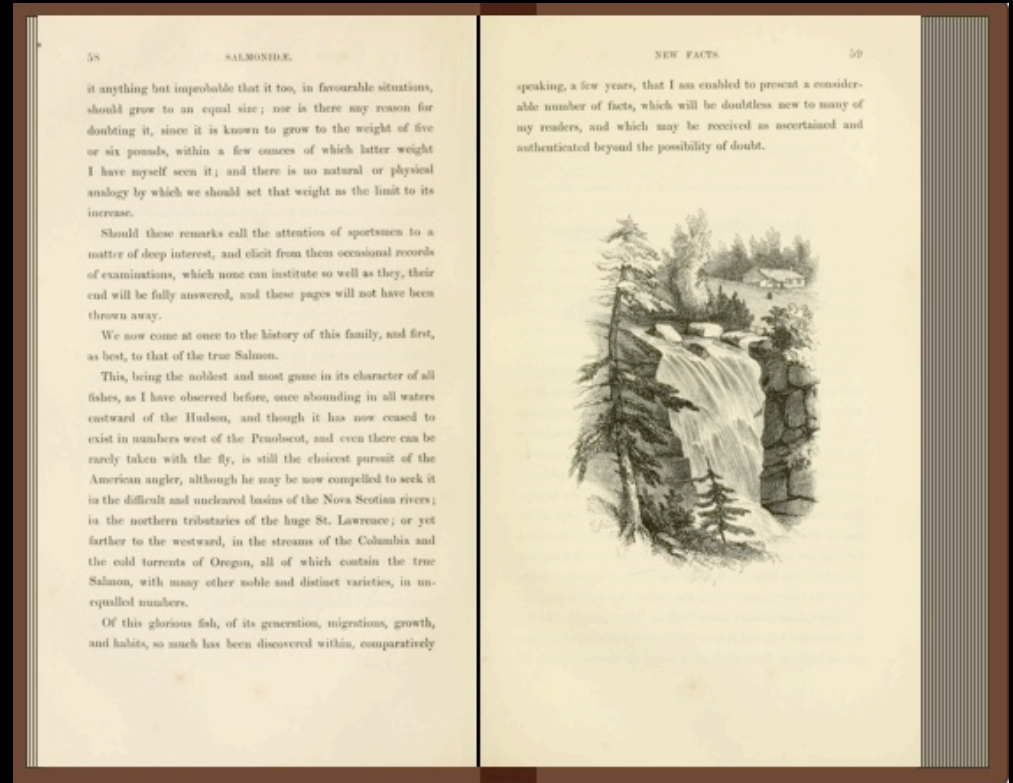 58
SALMONIDÆ.
it anything but improbable that it too, in favourable situations,
should grow to an equal size; nor is there any reason for
doubting it, since it is known to grow to the weight of five
or six pounds, within a few ounces of which latter weight
I have myself seen it; and there is no natural or physical
analogy by which we should set that weight as the limit to its
increase.
Should these remarks call the attention of sportsmen to a
matter of deep interest, and elicit from them occasional records
of examinations, which none can institute so well as they, their
end will be fully answered, and these pages will not have been
thrown away.
We now come at once to the history of this family, and first,
as best, to that of the true Salmon.
This, being the noblest and most game in its character of all
fishes, as I have observed before, once abounding in all waters
eastward of the Hudson, and though it has now ceased to
exist in numbers west of the Penobscot, and even there can be
rarely taken with the fly, is still the choicest pursuit of the
American angler, although he may be now compelled to seek it
in the difficult and uncleared basins of the Nova Scotian rivers;
in the northern tributaries of the huge St. Lawrence; or yet
farther to the westward, in the streams of the Columbia and
the cold torrents of Oregon, all of which contain the true
Salmon, with many other noble and distinct varieties, in un-
equalled numbers.
Of this glorious fish, of its generation, migrations, growth,
and habits, so much has been discovered within, comparatively
NEW FACTS.
59
speaking, a few years, that I am enabled to present a consider-
able number of facts, which will be doubtless new to many of
my readers, and which may be received as ascertained and
authenticated beyond the possibility of doubt.